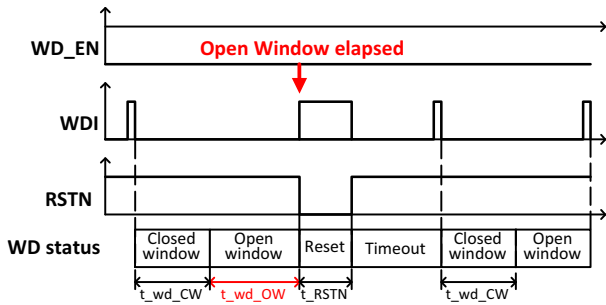 WD_EN
Open Window elapsed
WDI
RSTN
WD status
Closed window
Open window
Reset
Timeout
Closed window
Open window
t_wd_CW
t_wd_OW
t_RSTN
t_wd_CW